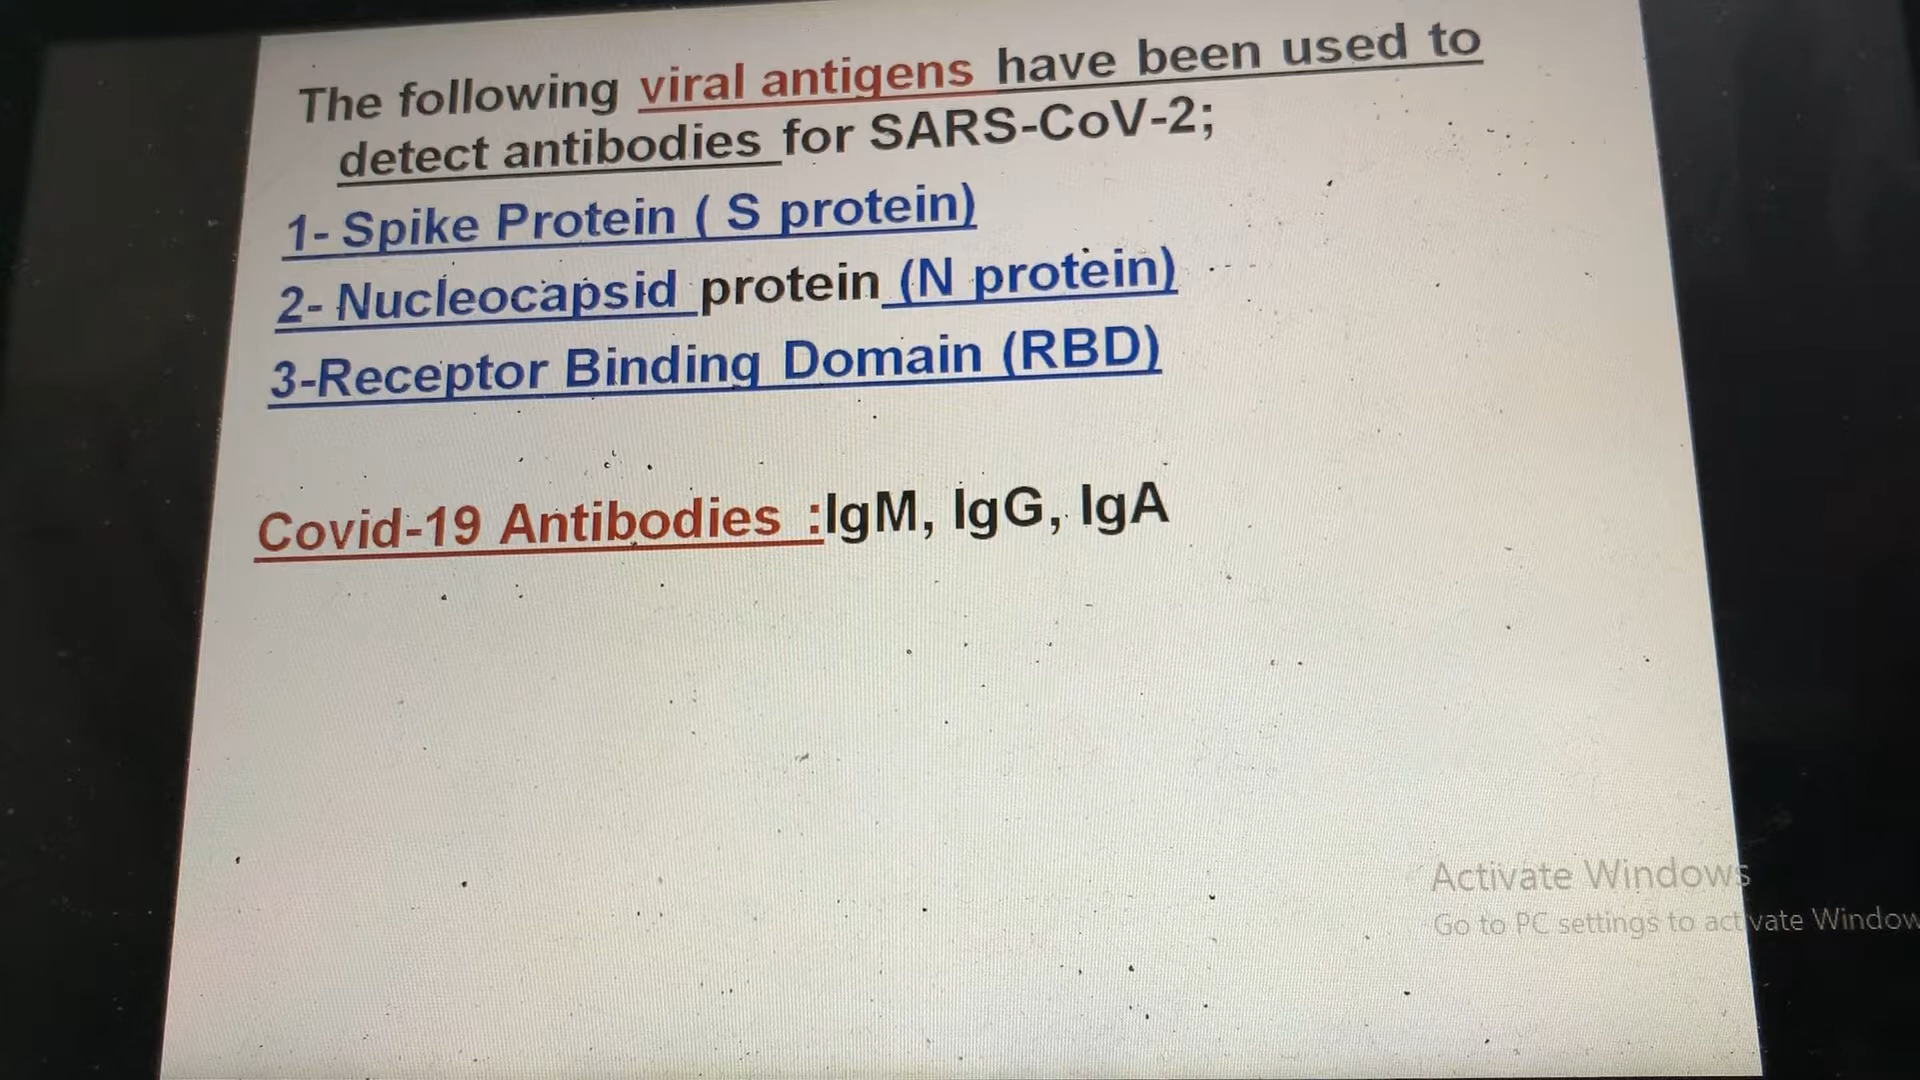 The following viral antigens have been used to
detect antibodies for SARS-CoV-2;
1- Spike Protein ( S protein)
2- Nucleocapsid protein (N protein)
3-Receptor Binding Domain (RBD)
Covid-19 Antibodies :IgM, IgG, IgA
Activate Windows
Go to PC settings to activate Window